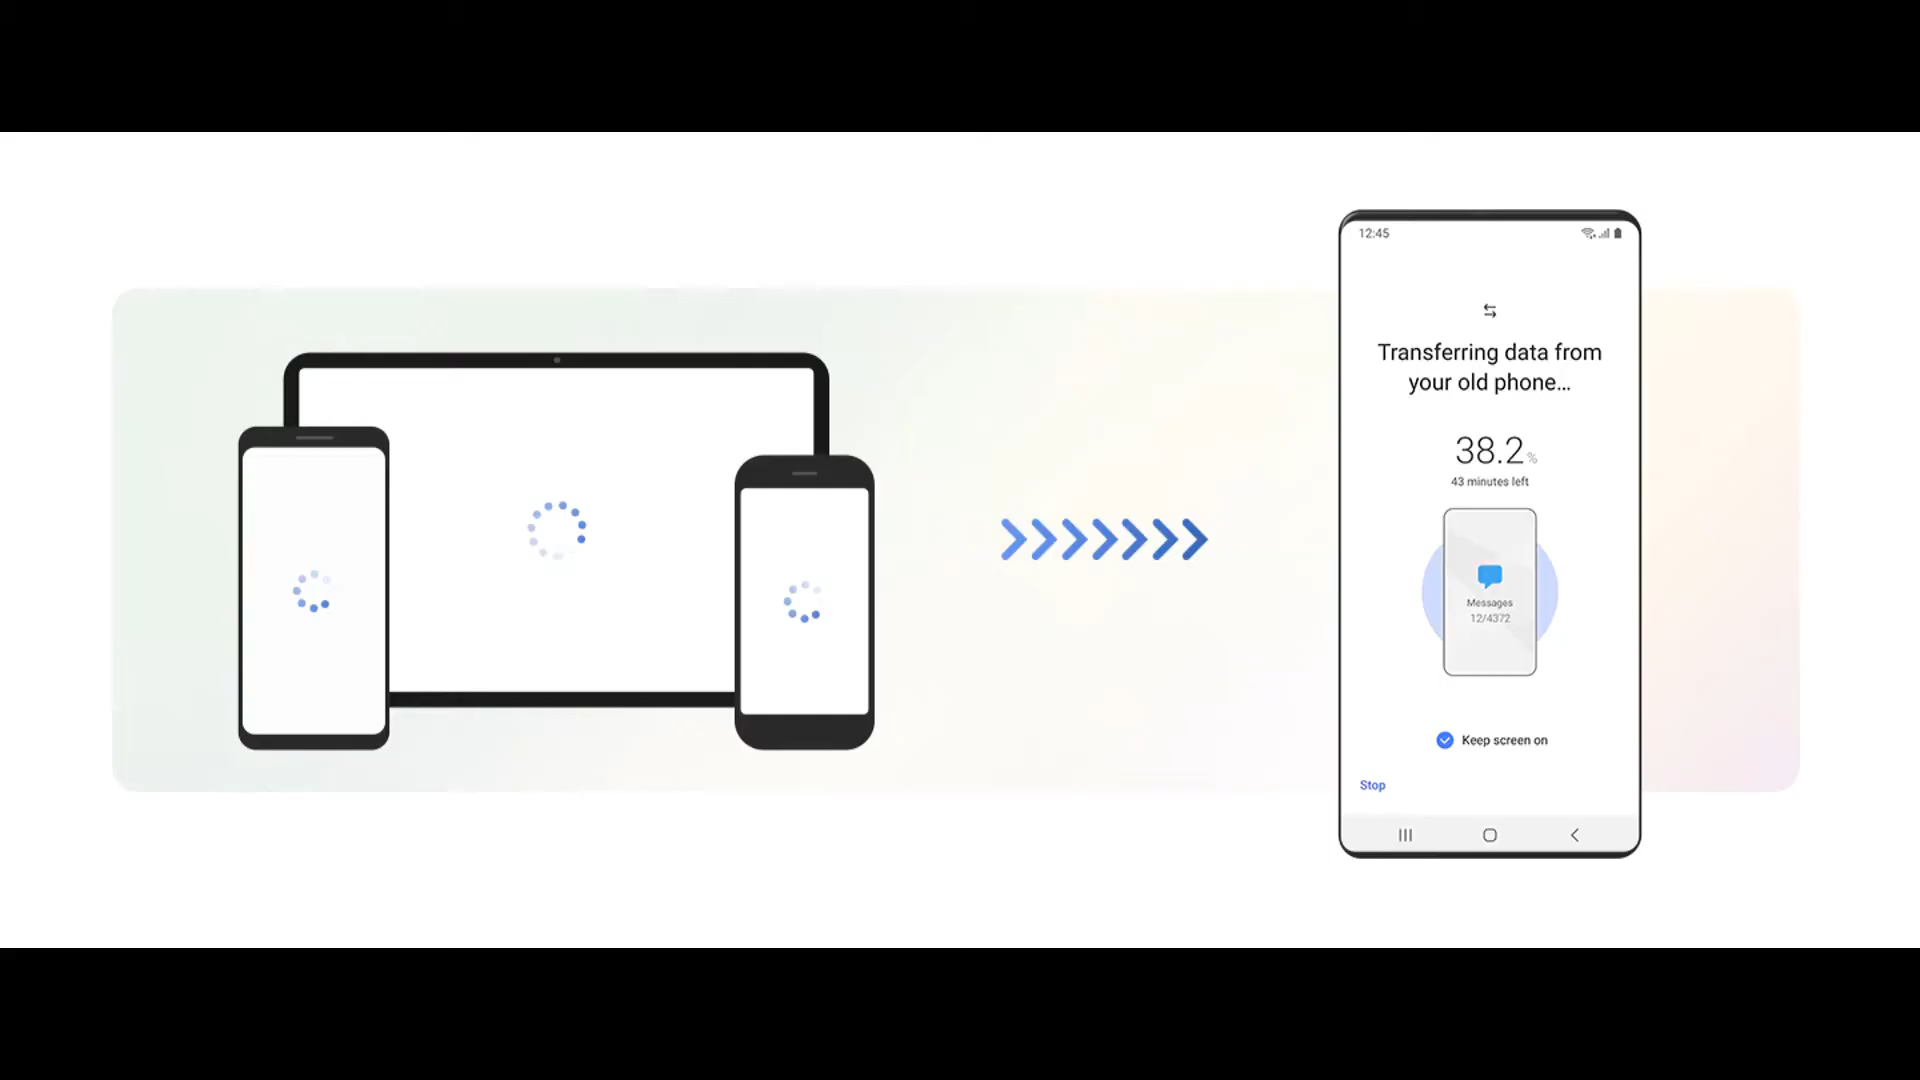 12:45
Transferring data from
your old phone...
38.2%
43 minutes left
Messages
12/4372
Keep screen on
Stop